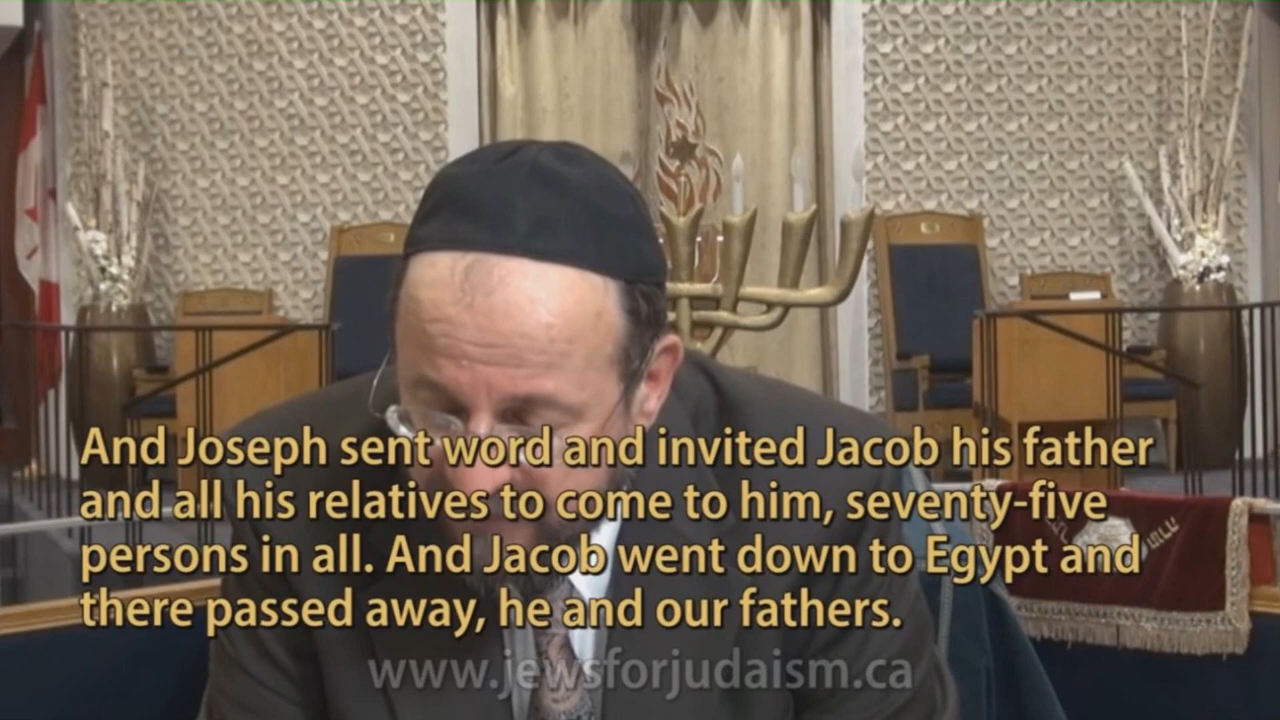 And Joseph sent word and invited Jacob his father
and all his relatives to come to him, seventy-five
persons in all. And Jacob went down to Egypt and
there passed away, he and our fathers.
www.jewsforjudaism.ca